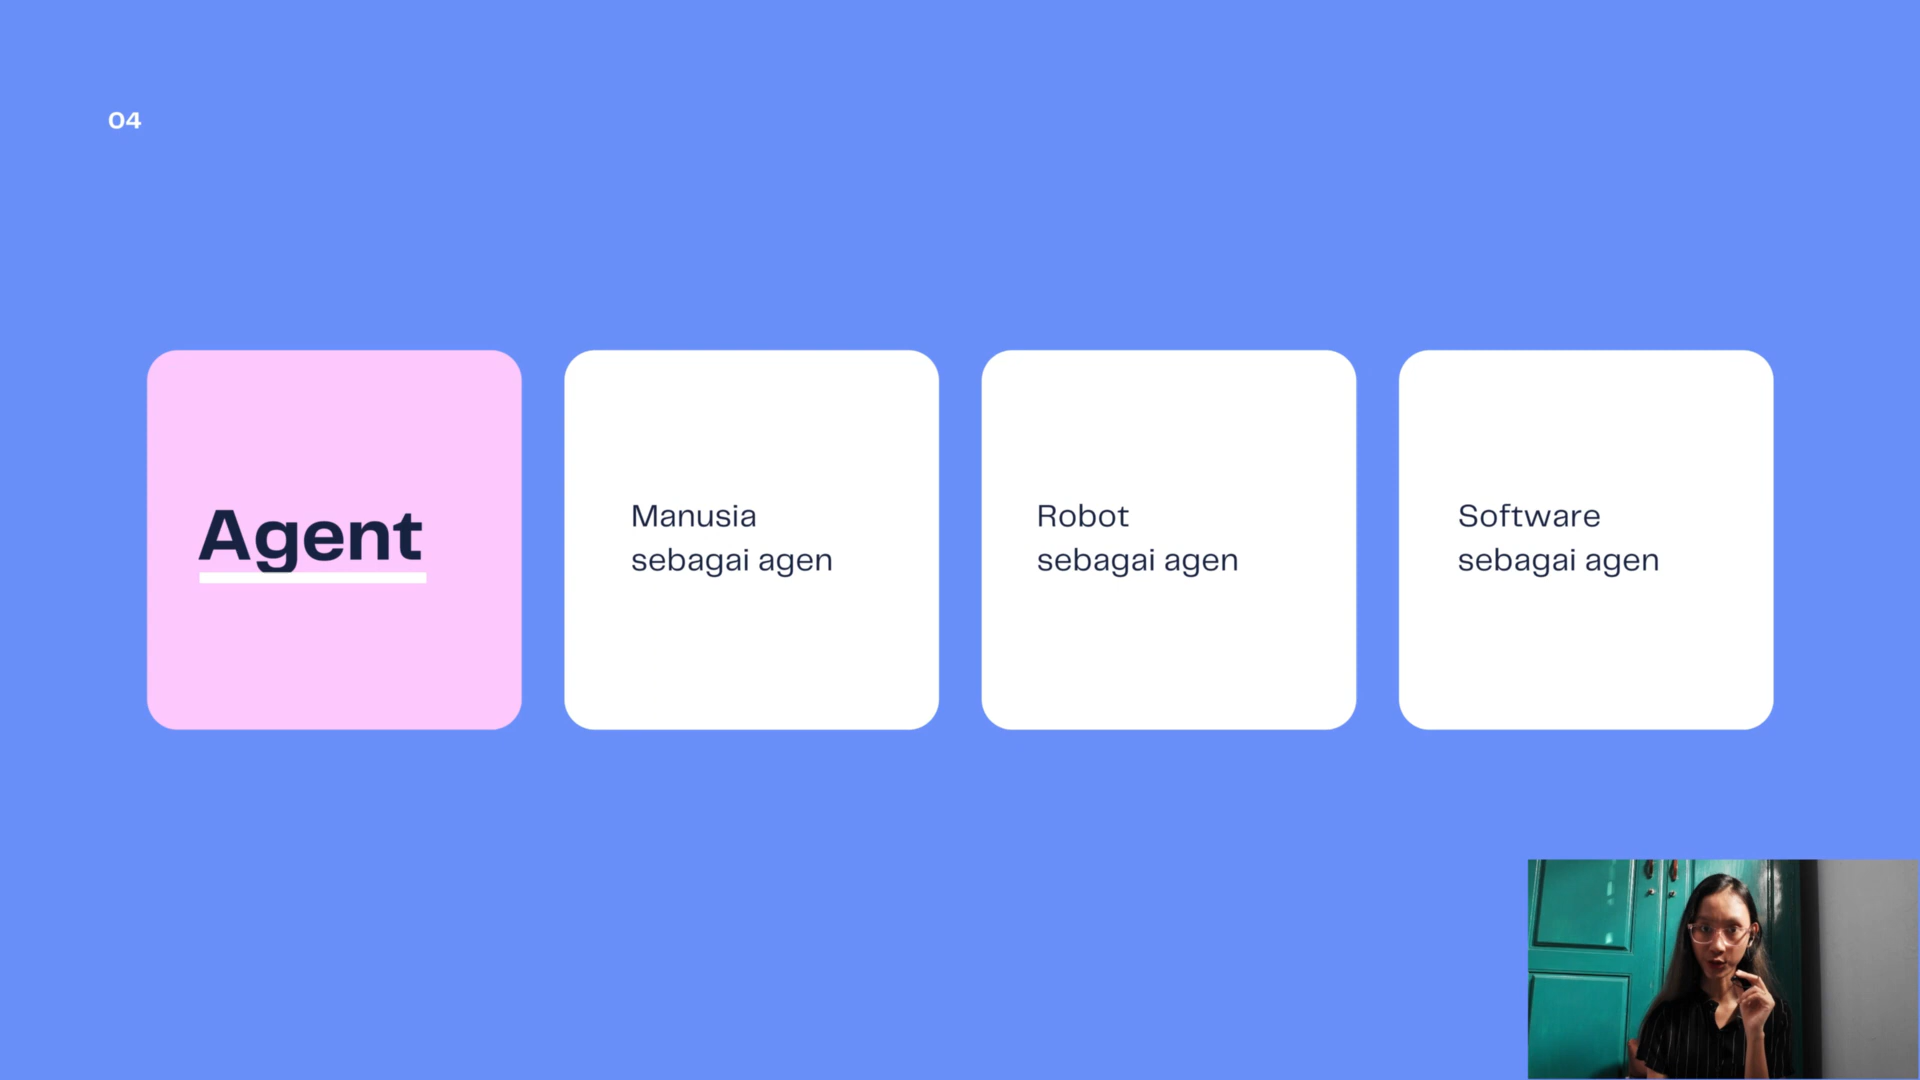 04
Agent
Manusia
sebagai agen
Robot
sebagai agen
Software
sebagai agen